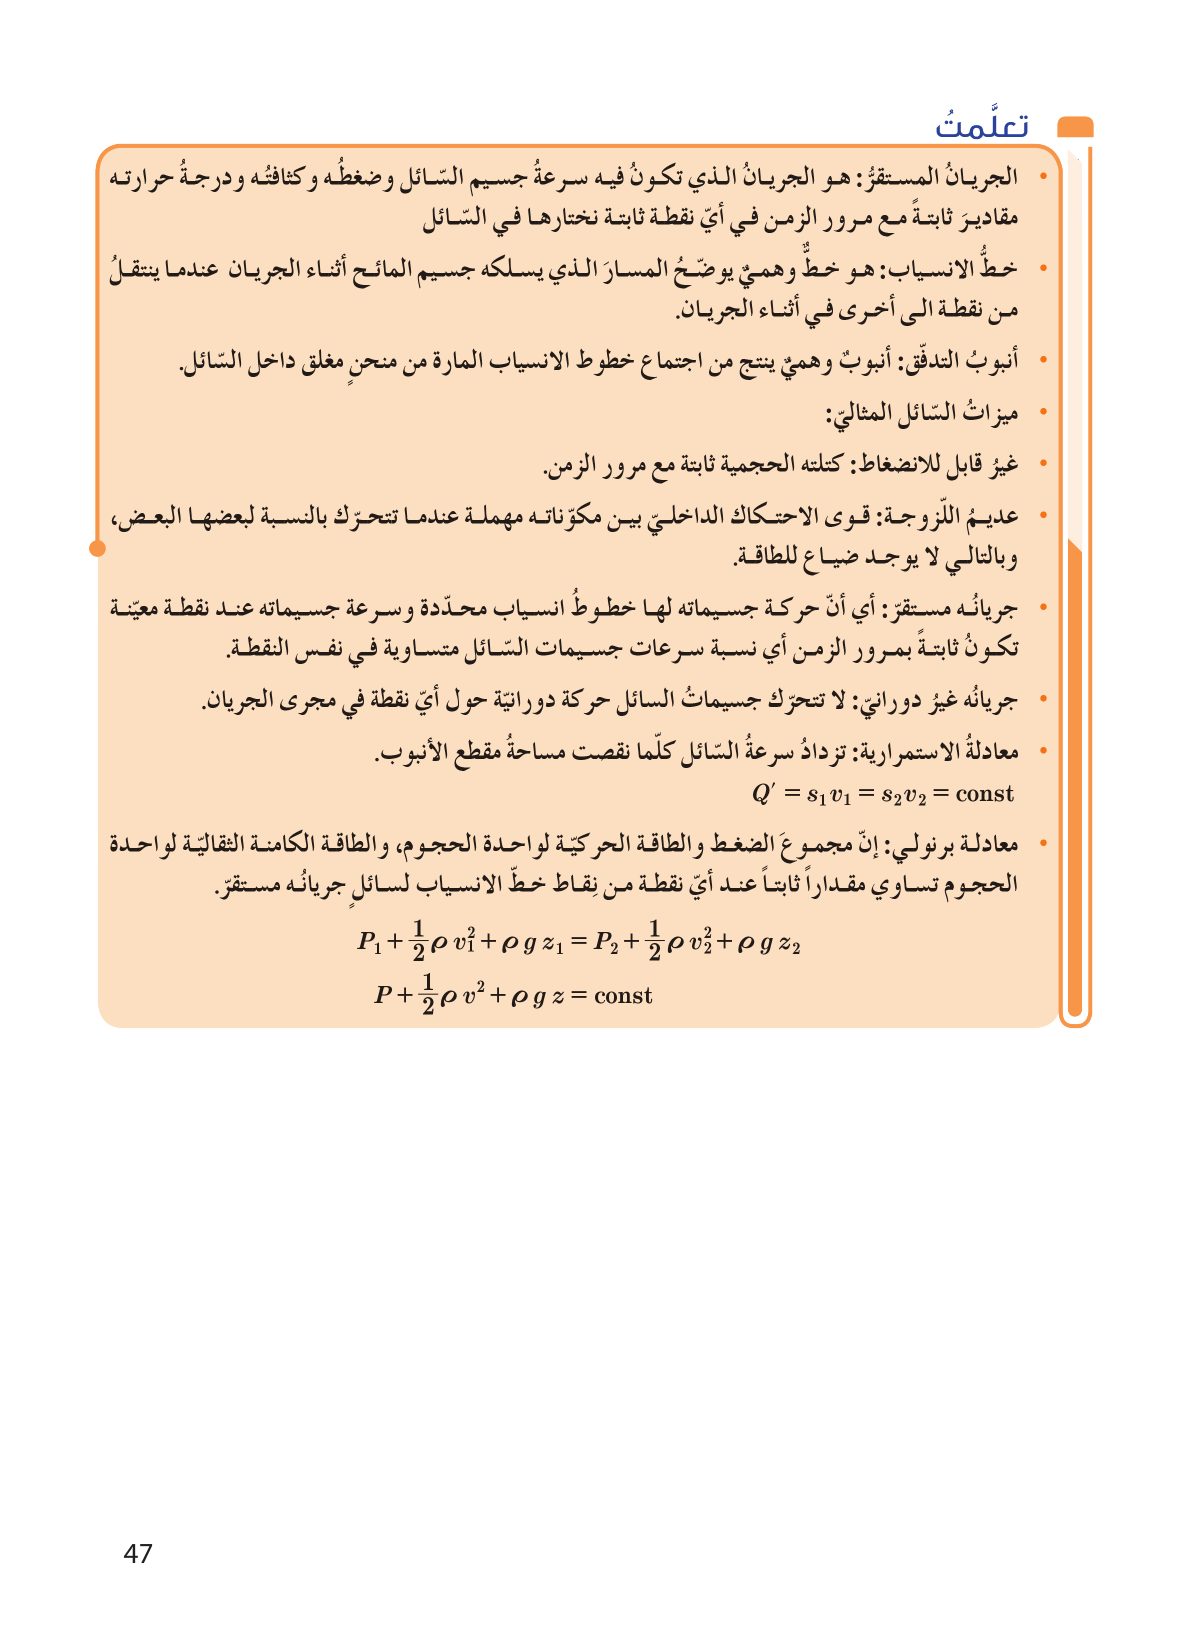 تعلَّمتُ
• الجريانُ المستقرُّ: هو الجريانُ الذي تكونُ فيه سرعةُ جسيم السّائل وضغطُه وكثافتُه ودرجةُ حرارته
مقاديرَ ثابتةً مع مرور الزمن في أيّ نقطة ثابتة نختارها في السّائل
• خطُّ الانسياب: هو خطٌّ وهميٌ يوضّحُ المسارَ الذي يسلكه جسيم المائح أثناء الجريان عندما ينتقلُ
من نقطة الى أخرى في أثناء الجريان.
• أنبوبُ التدفّق: أنبوبٌ وهميٌ ينتج من اجتماع خطوط الانسياب المارة من منحنٍ مغلق داخل السّائل.
• ميزاتُ السّائل المثاليّ:
• غيرُ قابل للانضغاط: كتلته الحجمية ثابتة مع مرور الزمن.
• عديمُ اللّزوجة: قوى الاحتكاك الداخليّ بين مكوّناته مهملة عندما تتحرّك بالنسبة لبعضها البعض،
وبالتالي لا يوجد ضياع للطاقة.
• جريانُه مستقرّ: أي أنّ حركة جسيماته لها خطوطُ انسياب محدّدة وسرعة جسيماته عند نقطة معيّنة
تكونُ ثابتةً بمرور الزمن أي نسبة سرعات جسيمات السّائل متساوية في نفس النقطة.
• جريانُه غيرُ دورانيّ: لا تتحرّك جسيماتُ السائل حركة دورانيّة حول أيّ نقطة في مجرى الجريان.
• معادلةُ الاستمرارية: تزدادُ سرعةُ السّائل كلّما نقصت مساحةُ مقطع الأنبوب.
Q′ = s₁v₁ = s₂v₂ = const
• معادلة برنولي: إنّ مجموعَ الضغط والطاقة الحركيّة لواحدة الحجوم، والطاقة الكامنة الثقاليّة لواحدة
الحجوم تساوي مقداراً ثابتاً عند أيّ نقطة من نِقاط خطّ الانسياب لسائلٍ جريانُه مستقرّ.
P₁ + 1/2 ρ v₁² + ρ g z₁ = P₂ + 1/2 ρ v₂² + ρ g z₂
P + 1/2 ρ v² + ρ g z = const
47